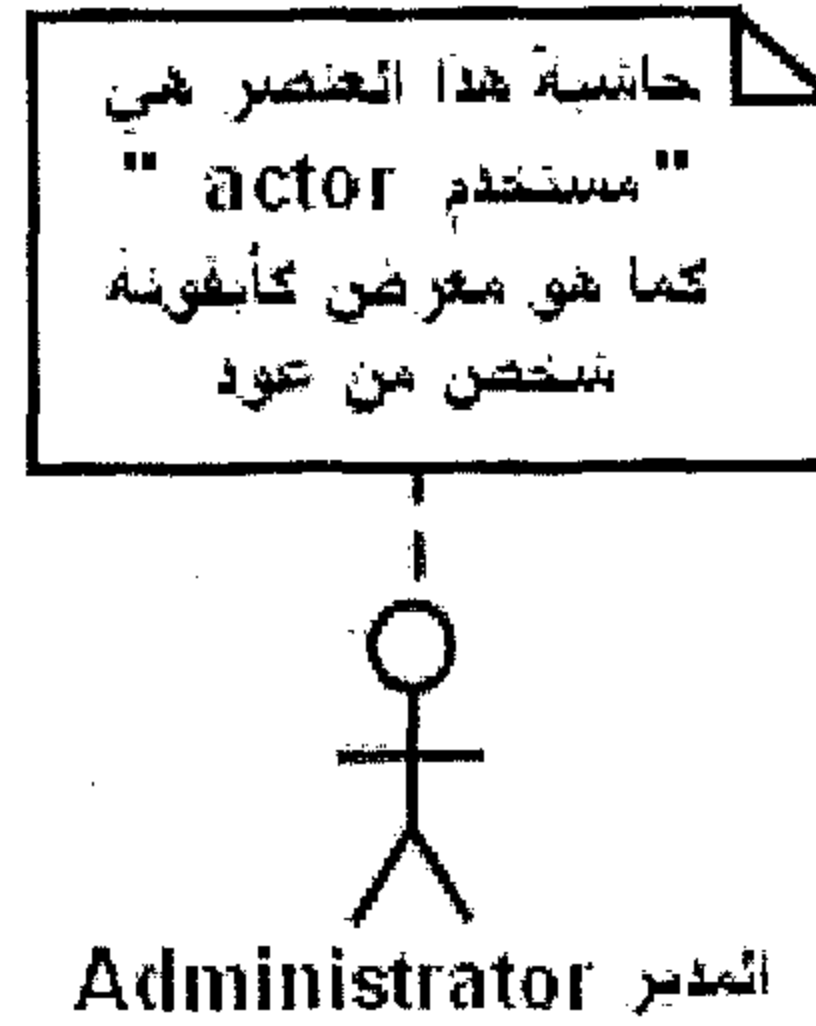 حاشية هذا العنصر هي
"مستخدم actor "
كما هو معرض كأيقونة
شخص من عود
المدير Administrator